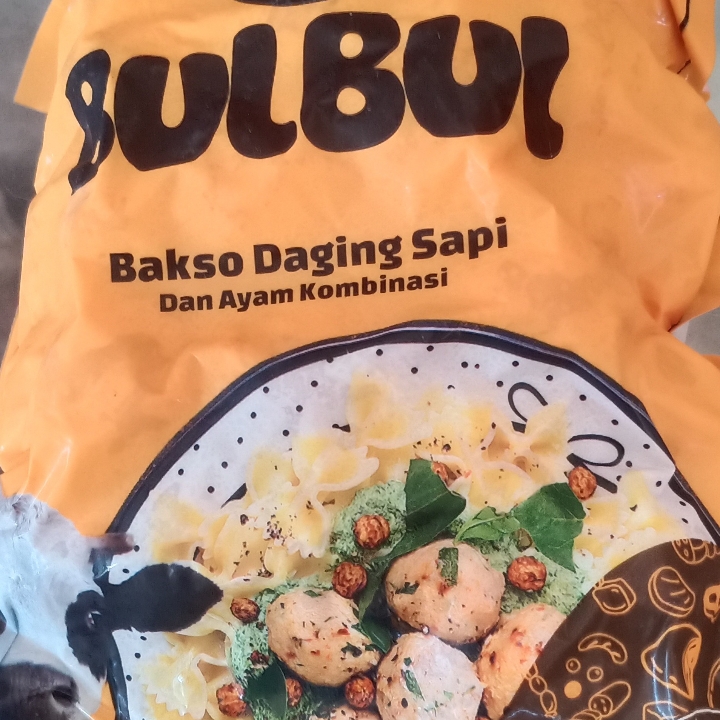 BULBUL
Bakso Daging Sapi
Dan Ayam Kombinasi